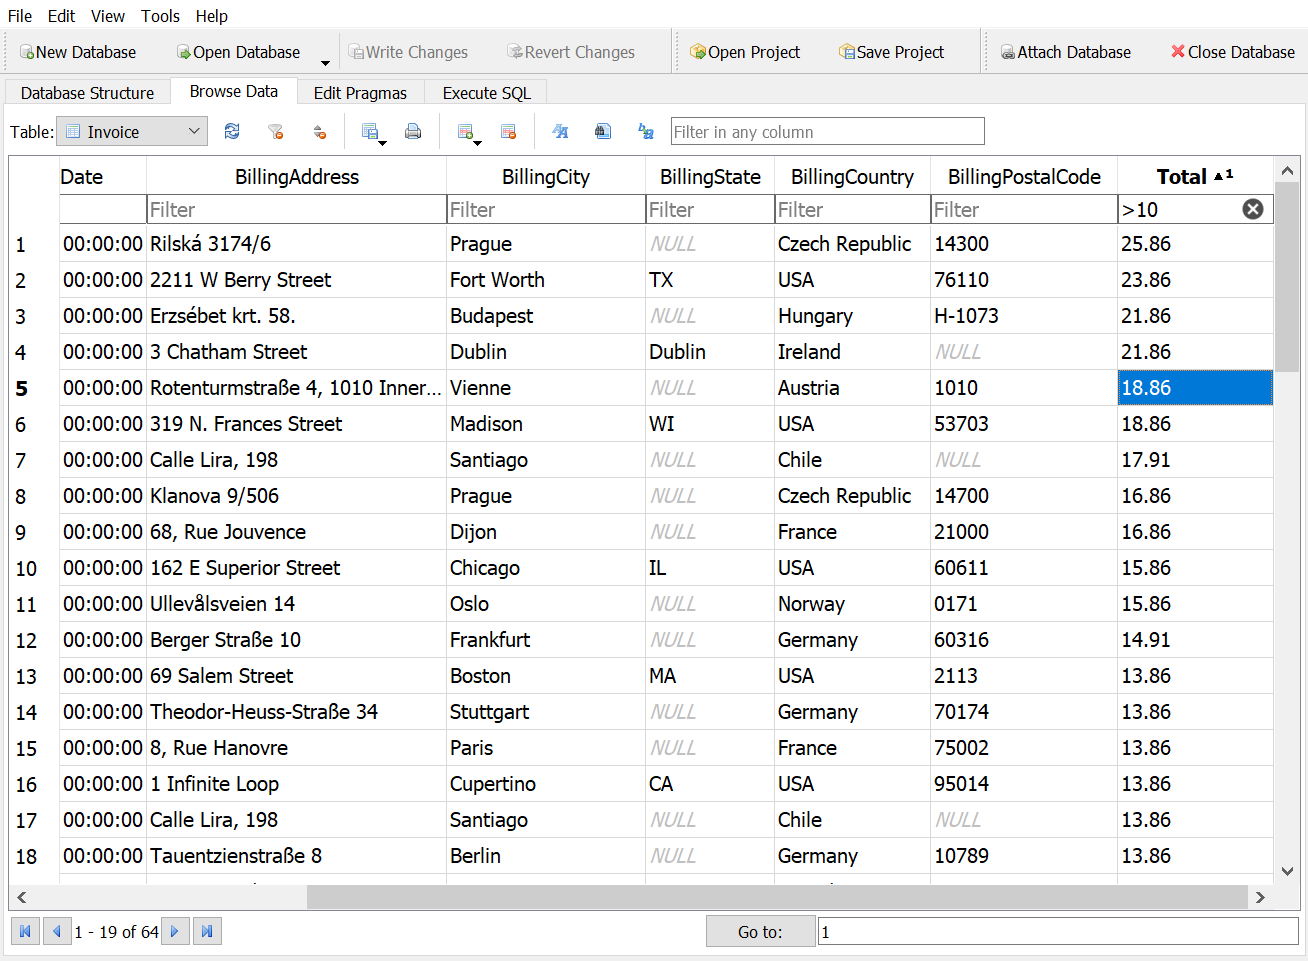 File Edit View Tools Help
New Database Open Database Write Changes Revert Changes Open Project Save Project Attach Database Close Database
Database Structure Browse Data Edit Pragmas Execute SQL
Table: Invoice Filter in any column
Date BillingAddress BillingCity BillingState BillingCountry BillingPostalCode Total 1
Filter Filter Filter Filter Filter >10
1 00:00:00 Rilská 3174/6 Prague NULL Czech Republic 14300 25.86
2 00:00:00 2211 W Berry Street Fort Worth TX USA 76110 23.86
3 00:00:00 Erzsébet krt. 58. Budapest NULL Hungary H-1073 21.86
4 00:00:00 3 Chatham Street Dublin Dublin Ireland NULL 21.86
5 00:00:00 Rotenturmstraße 4, 1010 Inner... Vienne NULL Austria 1010 18.86
6 00:00:00 319 N. Frances Street Madison WI USA 53703 18.86
7 00:00:00 Calle Lira, 198 Santiago NULL Chile NULL 17.91
8 00:00:00 Klanova 9/506 Prague NULL Czech Republic 14700 16.86
9 00:00:00 68, Rue Jouvence Dijon NULL France 21000 16.86
10 00:00:00 162 E Superior Street Chicago IL USA 60611 15.86
11 00:00:00 Ullevålsveien 14 Oslo NULL Norway 0171 15.86
12 00:00:00 Berger Straße 10 Frankfurt NULL Germany 60316 14.91
13 00:00:00 69 Salem Street Boston MA USA 2113 13.86
14 00:00:00 Theodor-Heuss-Straße 34 Stuttgart NULL Germany 70174 13.86
15 00:00:00 8, Rue Hanovre Paris NULL France 75002 13.86
16 00:00:00 1 Infinite Loop Cupertino CA USA 95014 13.86
17 00:00:00 Calle Lira, 198 Santiago NULL Chile NULL 13.86
18 00:00:00 Tauentzienstraße 8 Berlin NULL Germany 10789 13.86
1 - 19 of 64 Go to: 1